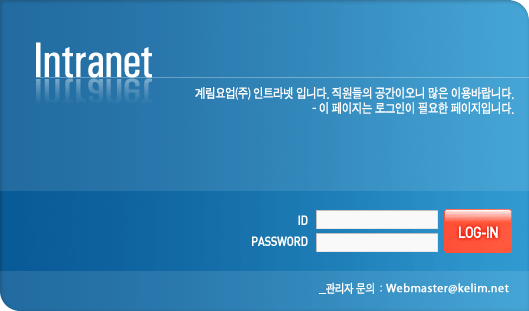 Intranet
계림요업(주) 인트라넷 입니다. 직원들의 공간이오니 많은 이용바랍니다.
- 이 페이지는 로그인이 필요한 페이지입니다.
ID
PASSWORD
LOG-IN
_관리자 문의 : Webmaster@kelim.net